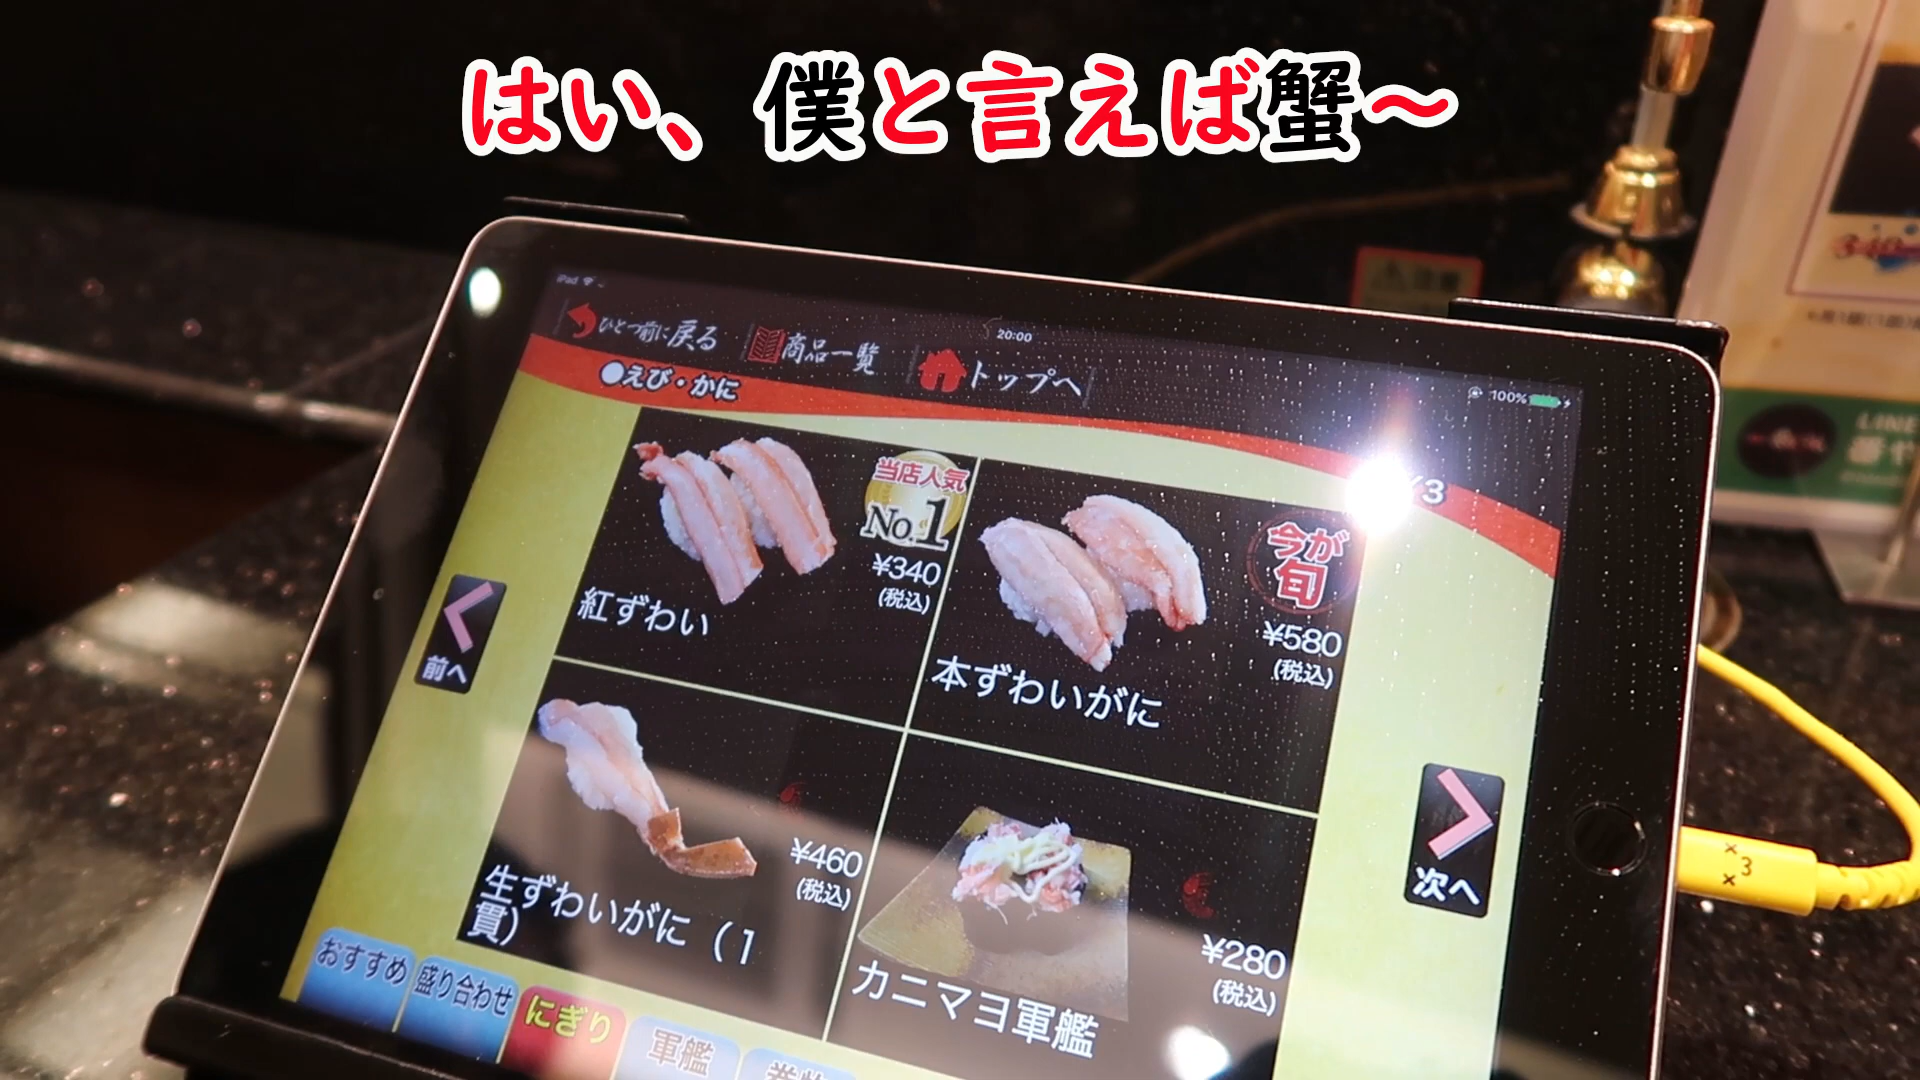 はい、僕と言えば蟹～
iPad
20:00
100%
ひとつ前に戻る
商品一覧
トップへ
●えび・かに
/3
当店人気
No.1
¥340
(税込)
紅ずわい
今が
旬
¥580
(税込)
本ずわいがに
前へ
¥460
(税込)
生ずわいがに（1
貫）
¥280
(税込)
カニマヨ軍艦
次へ
おすすめ
盛り合わせ
にぎり
軍艦
LINE
x3
x